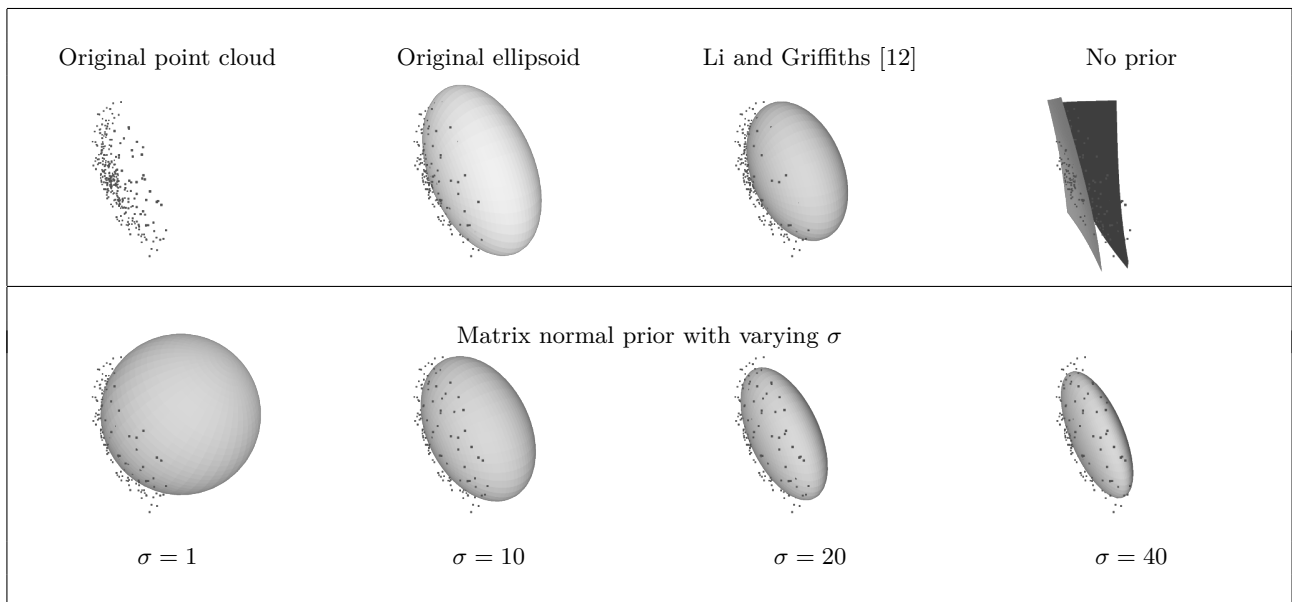 Original point cloud
Original ellipsoid
Li and Griffiths [12]
No prior
Matrix normal prior with varying σ
σ = 1
σ = 10
σ = 20
σ = 40